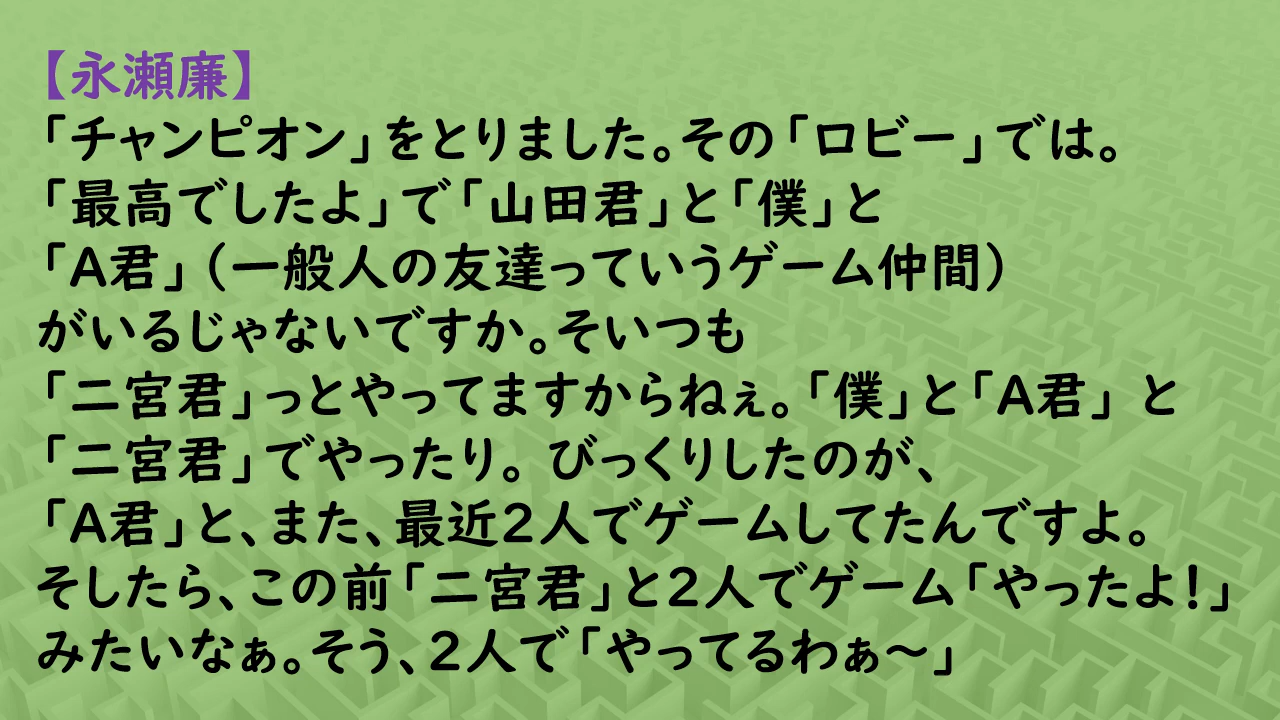 【永瀬廉】
「チャンピオン」をとりました。その「ロビー」では。
「最高でしたよ」で「山田君」と「僕」と
「A君」（一般人の友達っていうゲーム仲間）
がいるじゃないですか。そいつも
「二宮君」っとやってますからねぇ。「僕」と「A君」 と
「二宮君」でやったり。 びっくりしたのが、
「A君」と、また、最近2人でゲームしてたんですよ。
そしたら、この前「二宮君」と2人でゲーム「やったよ！」
みたいなぁ。そう、2人で「やってるわぁ～」